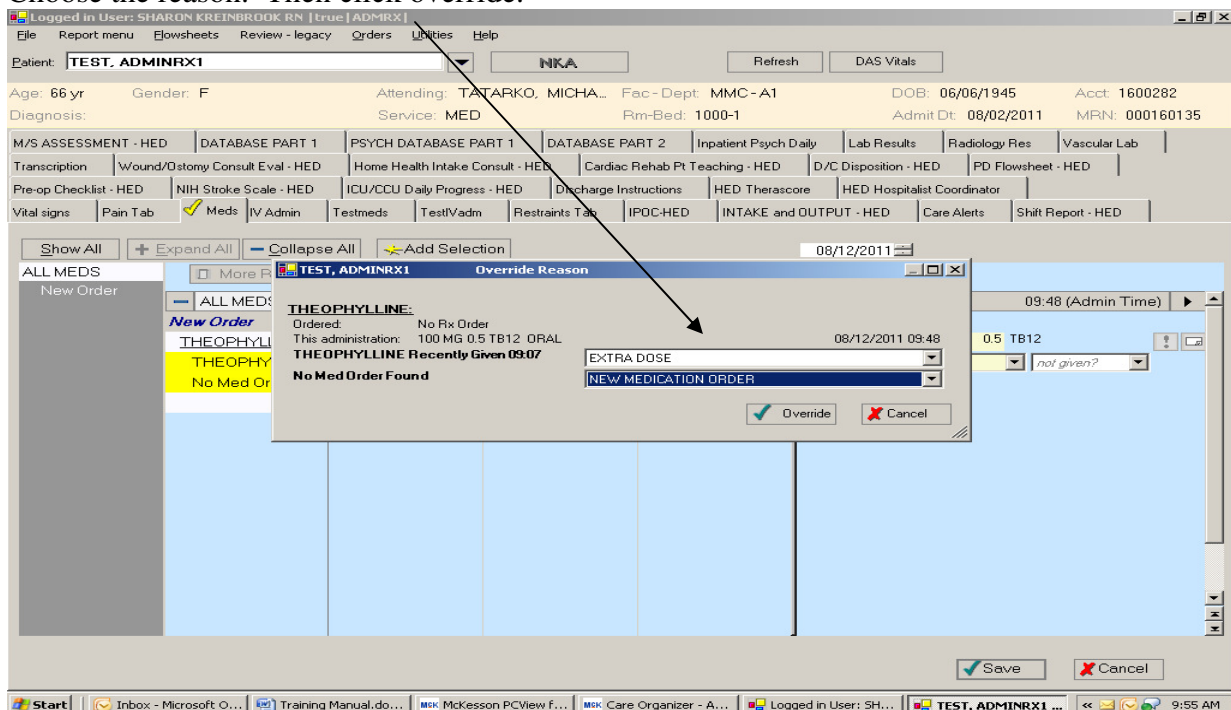 Choose the reason. Then click override.
Logged in User: SHARON KREINBROOK RN |true|ADMRX|
File Report menu Flowsheets Review - legacy Orders Utilities Help
Patient: TEST, ADMINRX1 NKA Refresh DAS Vitals
Age: 66 yr Gender: F Attending: TATARKO, MICHA... Fac-Dept: MMC-A1 DOB: 06/06/1945 Acct: 1600282
Diagnosis: Service: MED Rm-Bed: 1000-1 Admit Dt: 08/02/2011 MRN: 000160135
M/S ASSESSMENT - HED DATABASE PART 1 PSYCH DATABASE PART 1 DATABASE PART 2 Inpatient Psych Daily Lab Results Radiology Res Vascular Lab
Transcription Wound/Ostomy Consult Eval - HED Home Health Intake Consult - HED Cardiac Rehab Pt Teaching - HED D/C Disposition - HED PD Flowsheet - HED
Pre-op Checklist - HED NIH Stroke Scale - HED ICU/CCU Daily Progress - HED Discharge Instructions HED Therascore HED Hospitalist Coordinator
Vital signs Pain Tab Meds IV Admin Testmeds TestIVadm Restraints Tab IPOC-HED INTAKE and OUTPUT - HED Care Alerts Shift Report - HED
Show All Expand All Collapse All Add Selection 08/12/2011
ALL MEDS More R
New Order
ALL MEDS 09:48 (Admin Time)
New Order
THEOPHYLL 0.5 TB12
THEOPHY not given?
No Med Or
TEST, ADMINRX1 Override Reason
THEOPHYLLINE:
Ordered: No Rx Order
This administration: 100 MG 0.5 TB12 ORAL 08/12/2011 09:48
THEOPHYLLINE Recently Given 09:07 EXTRA DOSE
No Med Order Found NEW MEDICATION ORDER
Override Cancel
Save Cancel
Start Inbox - Microsoft O... Training Manual.do... McKesson PCView f... Care Organizer - A... Logged in User: SH... TEST, ADMINRX1 ... 9:55 AM